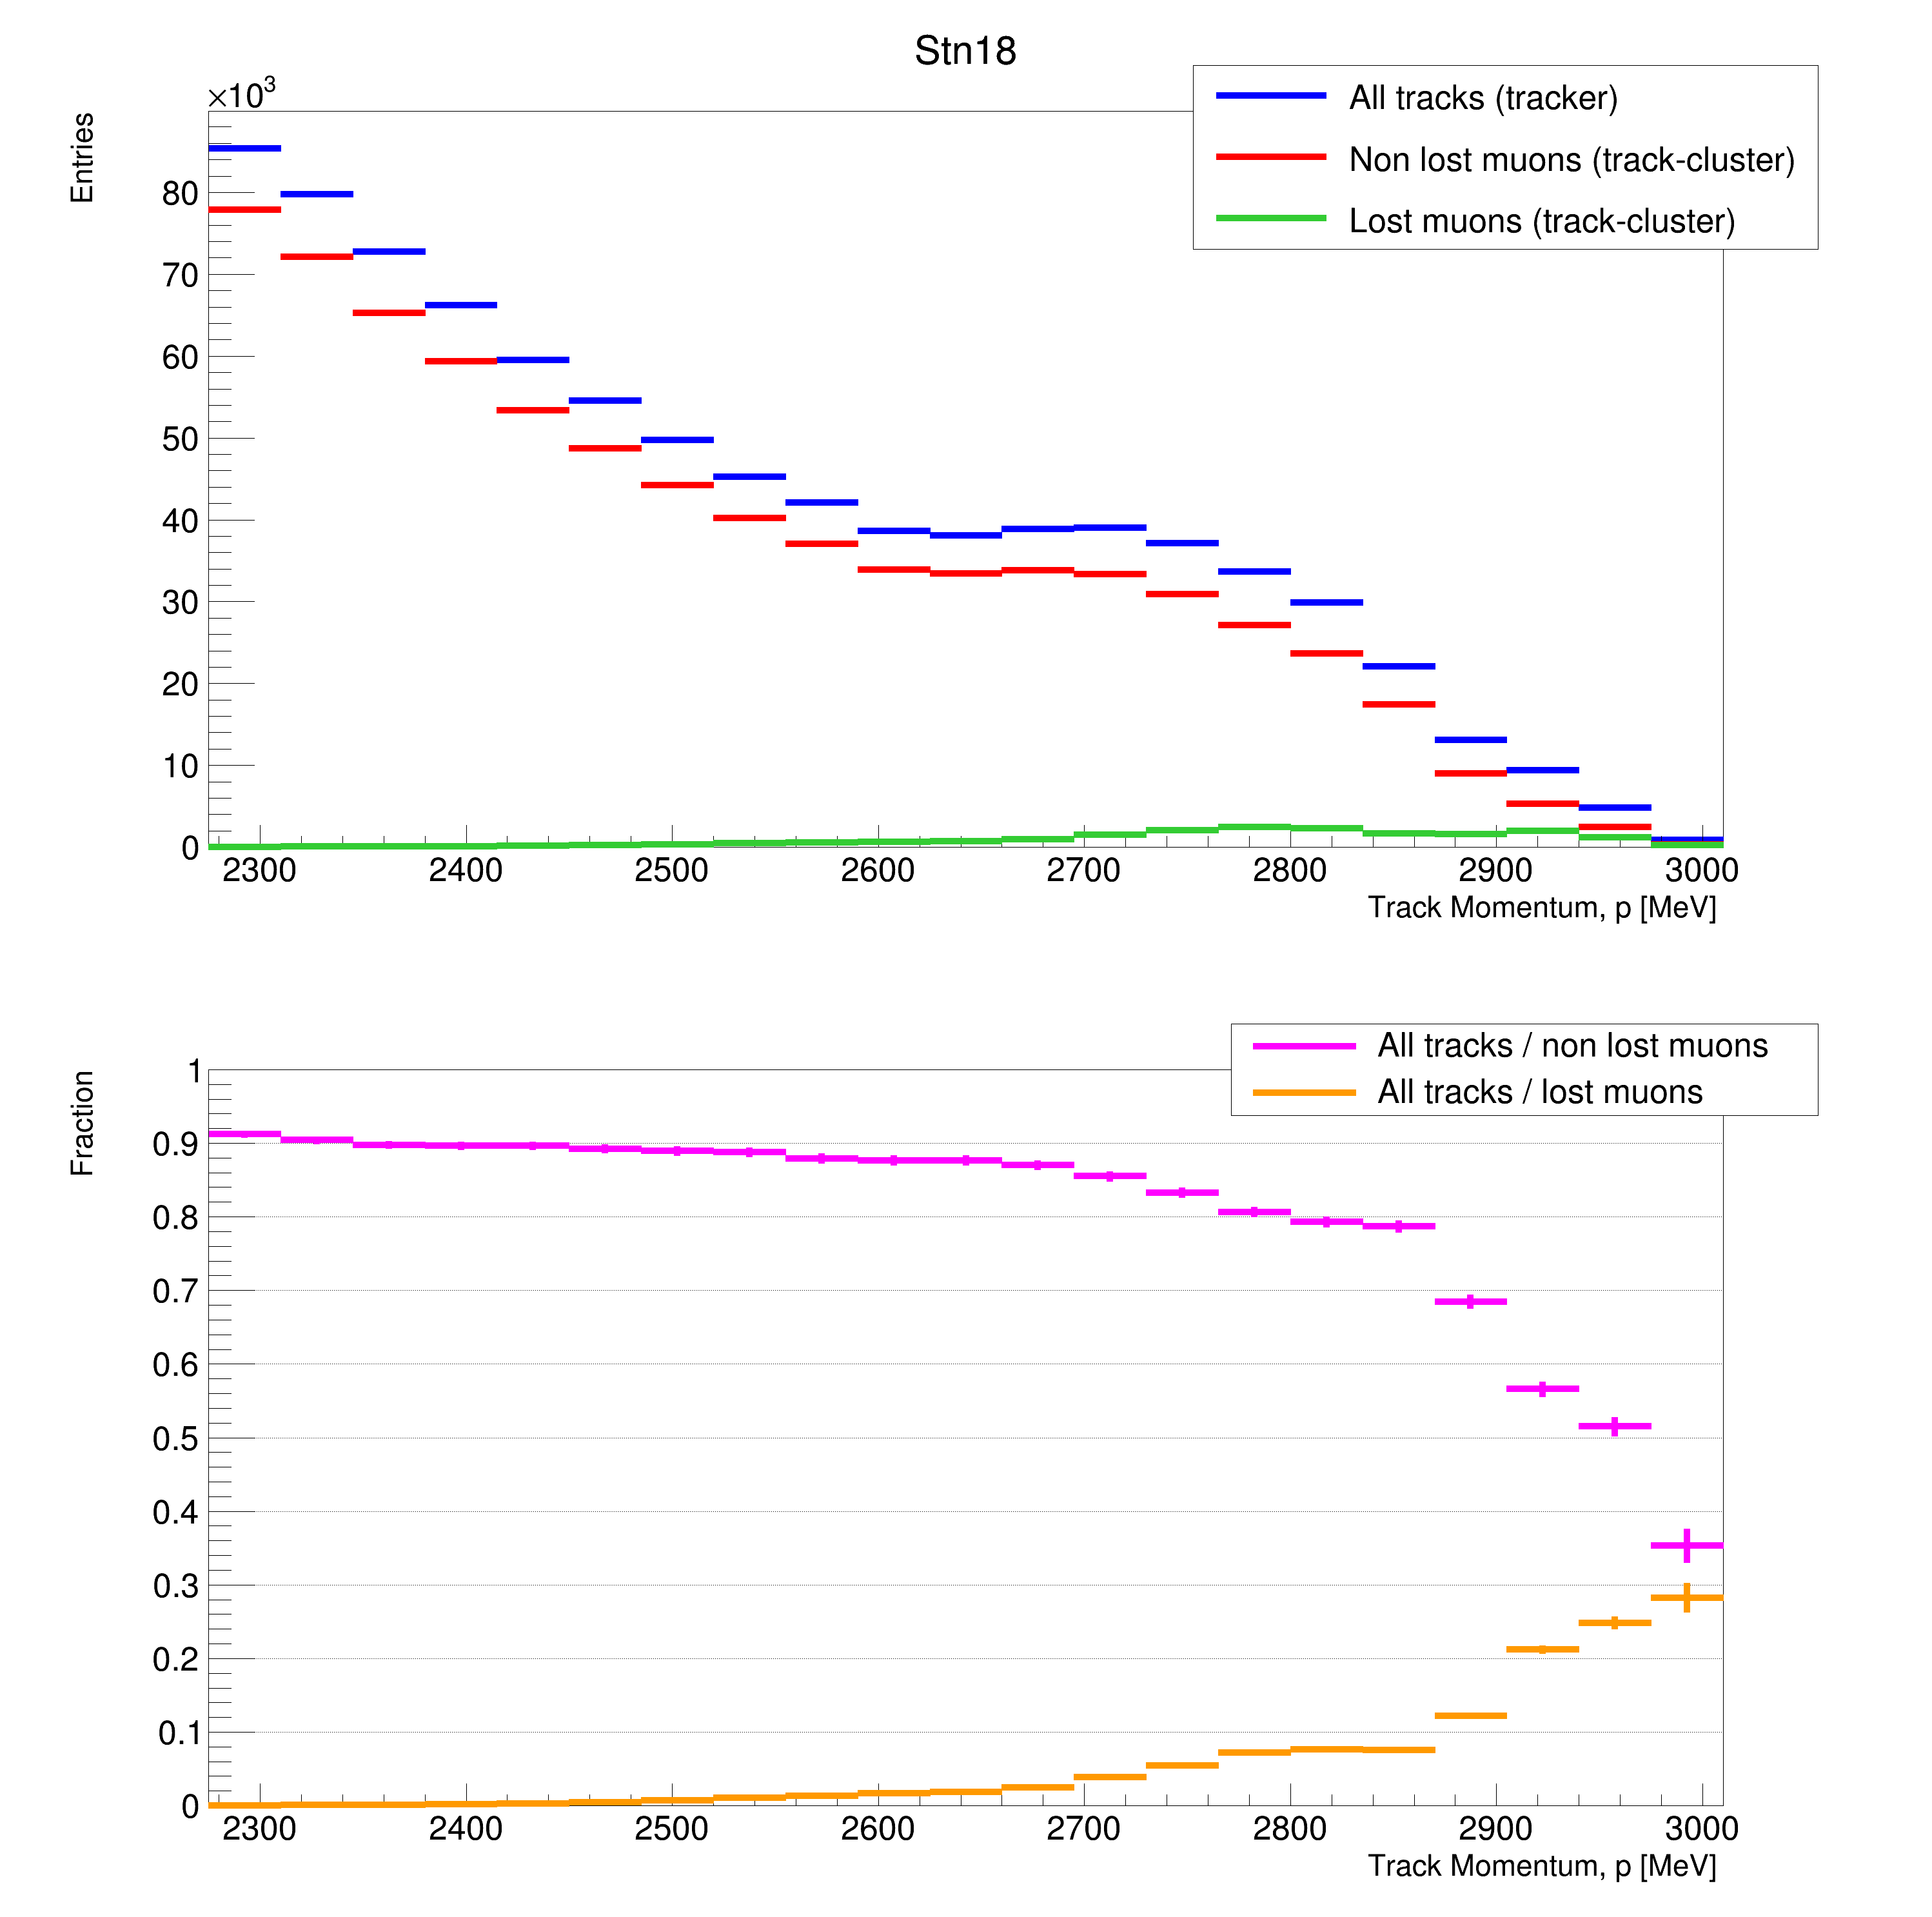 Stn18
×10³
Entries
All tracks (tracker)
Non lost muons (track-cluster)
Lost muons (track-cluster)
80
70
60
50
40
30
20
10
0
2300 2400 2500 2600 2700 2800 2900 3000
Track Momentum, p [MeV]
Fraction
All tracks / non lost muons
All tracks / lost muons
1
0.9
0.8
0.7
0.6
0.5
0.4
0.3
0.2
0.1
0
2300 2400 2500 2600 2700 2800 2900 3000
Track Momentum, p [MeV]